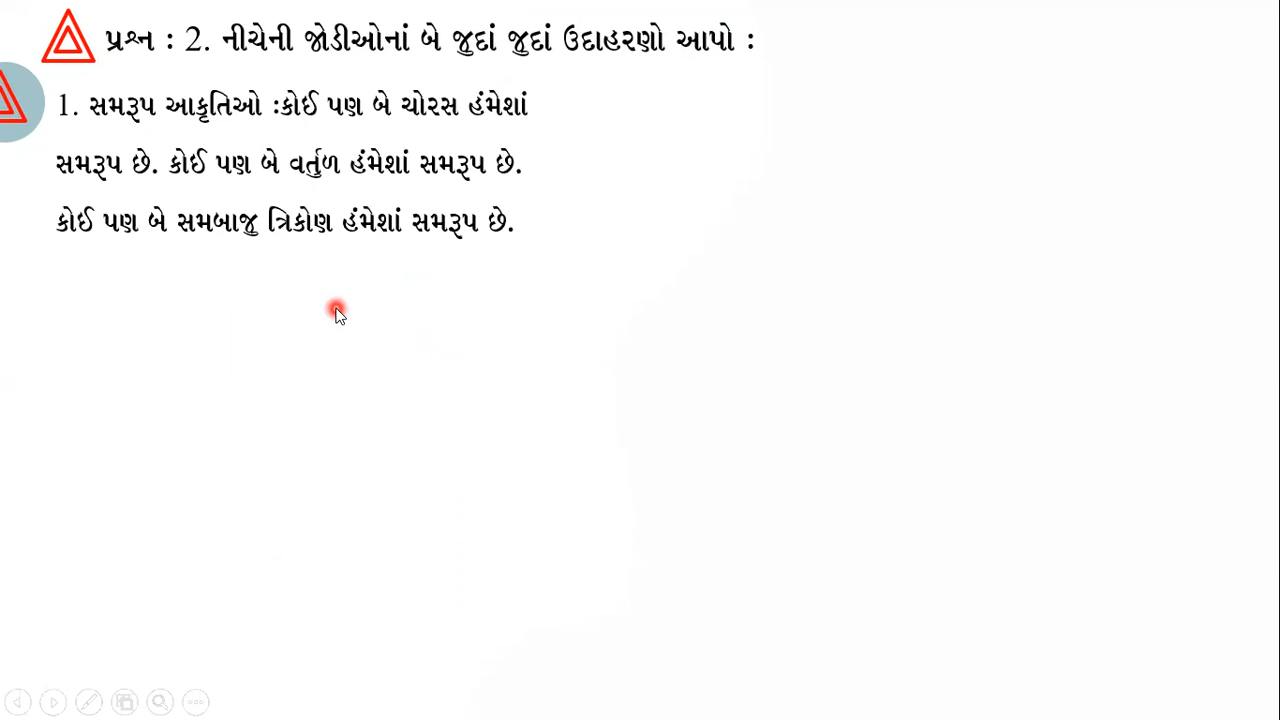 પ્રશ્ન : 2. નીચેની જોડીઓનાં બે જુદાં જુદાં ઉદાહરણો આપો :
1. સમરૂપ આકૃતિઓ :કોઈ પણ બે ચોરસ હંમેશાં
સમરૂપ છે. કોઈ પણ બે વર્તુળ હંમેશાં સમરૂપ છે.
કોઈ પણ બે સમબાજુ ત્રિકોણ હંમેશાં સમરૂપ છે.